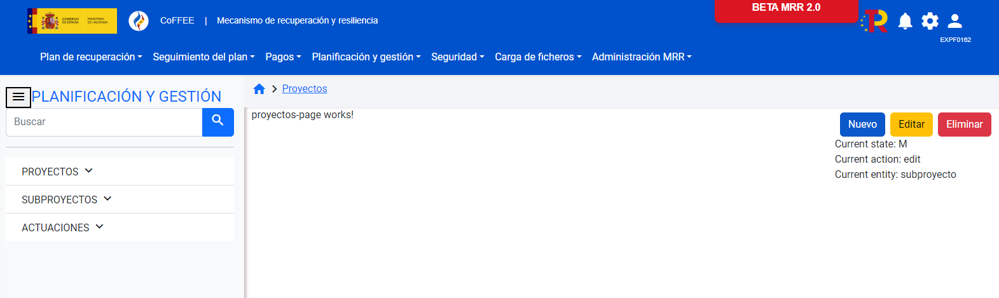 BETA MRR 2.0
GOBIERNO DE ESPAÑA MINISTERIO DE HACIENDA
CoFFEE | Mecanismo de recuperación y resiliencia
R
EXPF0162
Plan de recuperación Seguimiento del plan Pagos Planificación y gestión Seguridad Carga de ficheros Administración MRR
PLANIFICACIÓN Y GESTIÓN
Buscar
PROYECTOS
SUBPROYECTOS
ACTUACIONES
Proyectos
proyectos-page works!
Nuevo Editar Eliminar
Current state: M
Current action: edit
Current entity: subproyecto